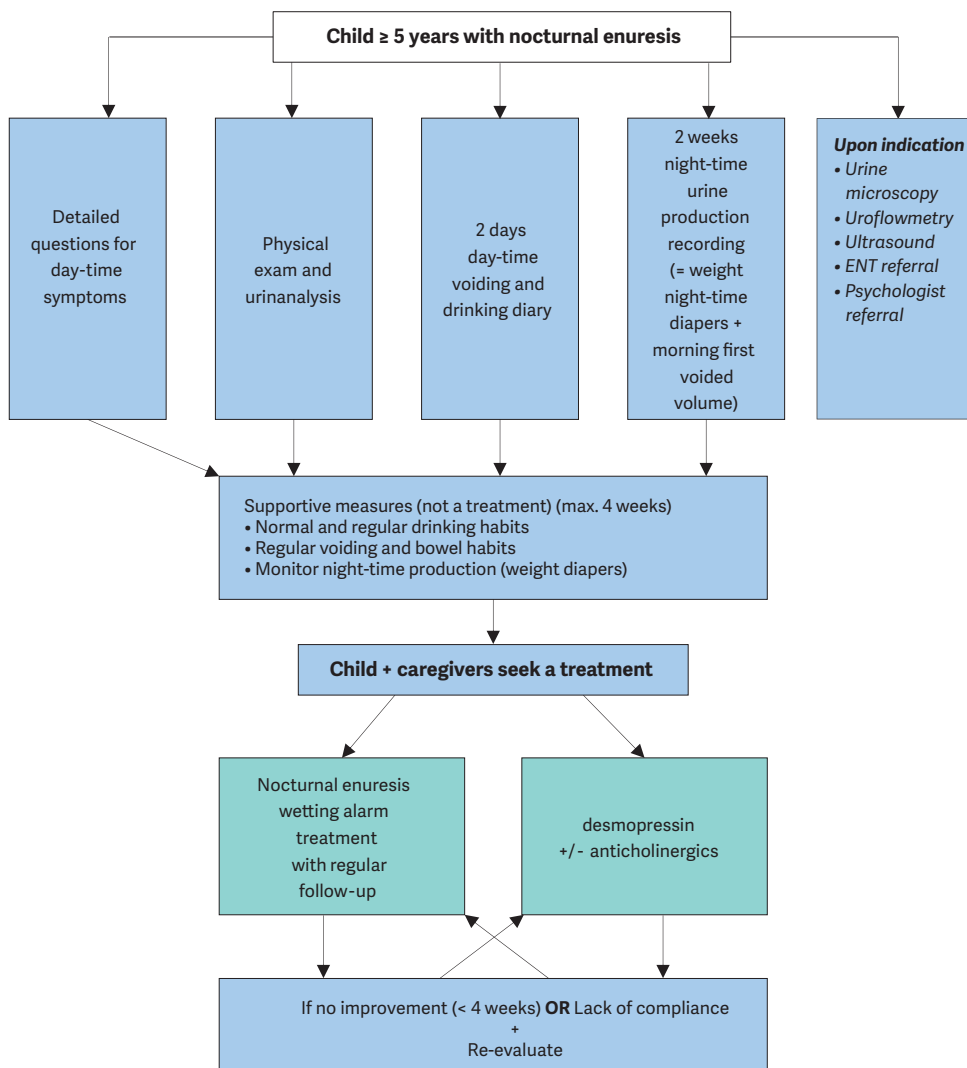 Child ≥ 5 years with nocturnal enuresis
Detailed
questions for
day-time
symptoms
Physical
exam and
urinanalysis
2 days
day-time
voiding and
drinking diary
2 weeks
night-time
urine
production
recording
(= weight
night-time
diapers +
morning first
voided
volume)
Upon indication
• Urine
microscopy
• Uroflowmetry
• Ultrasound
• ENT referral
• Psychologist
referral
Supportive measures (not a treatment) (max. 4 weeks)
• Normal and regular drinking habits
• Regular voiding and bowel habits
• Monitor night-time production (weight diapers)
Child + caregivers seek a treatment
Nocturnal enuresis
wetting alarm
treatment
with regular
follow-up
desmopressin
+/- anticholinergics
If no improvement (< 4 weeks) OR Lack of compliance
+
Re-evaluate